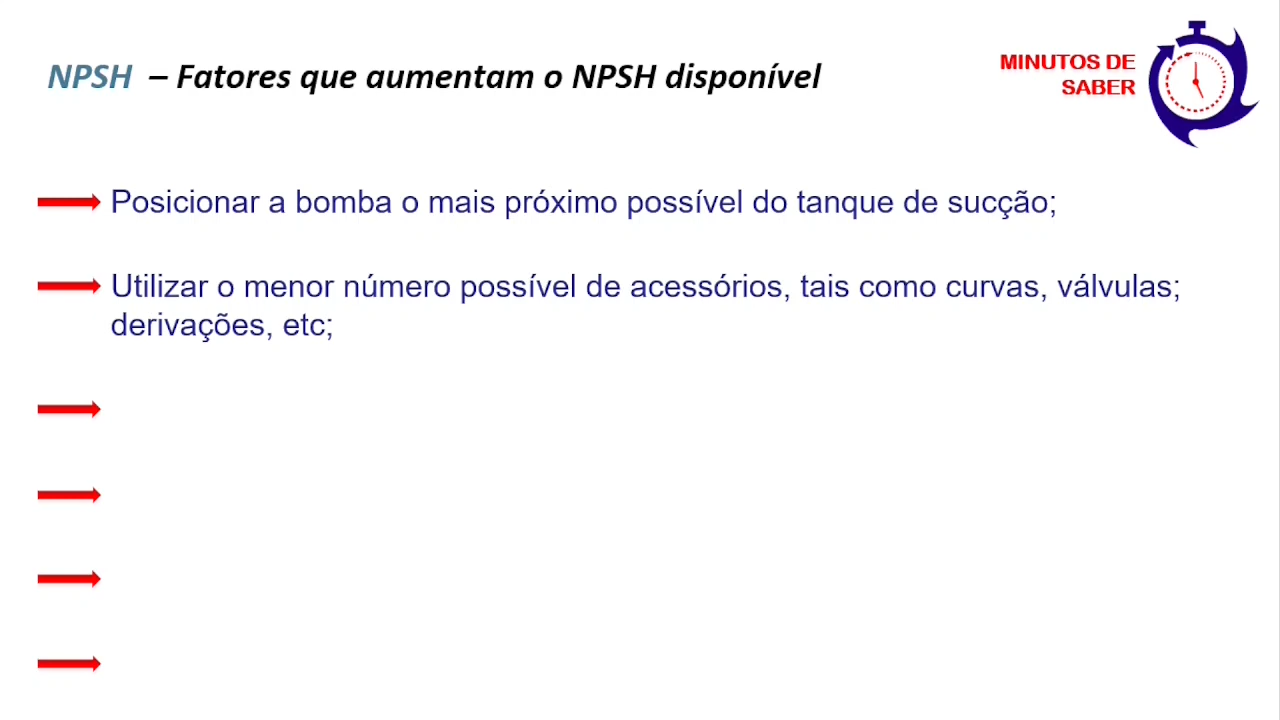 NPSH – Fatores que aumentam o NPSH disponível
MINUTOS DE
SABER
Posicionar a bomba o mais próximo possível do tanque de sucção;
Utilizar o menor número possível de acessórios, tais como curvas, válvulas;
derivações, etc;